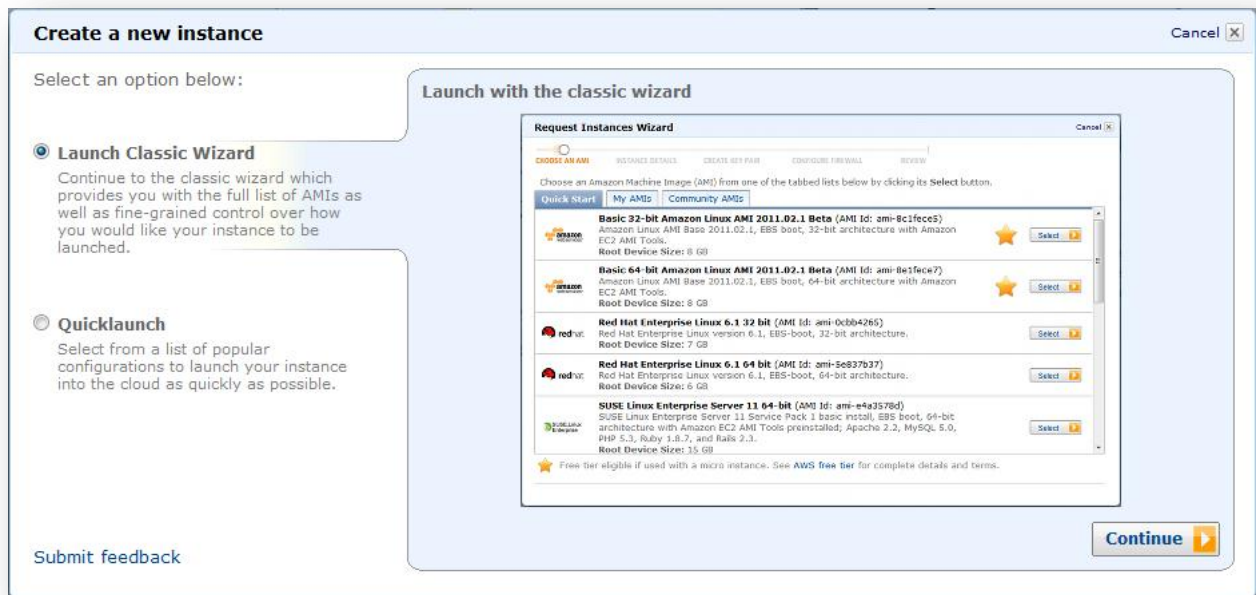 Create a new instance
Cancel
Select an option below:
Launch Classic Wizard
Continue to the classic wizard which
provides you with the full list of AMIs as
well as fine-grained control over how
you would like your instance to be
launched.
Quicklaunch
Select from a list of popular
configurations to launch your instance
into the cloud as quickly as possible.
Submit feedback
Launch with the classic wizard
Request Instances Wizard
Cancel
CHOOSE AN AMI INSTANCE DETAILS CREATE KEY PAIR CONFIGURE FIREWALL REVIEW
Choose an Amazon Machine Image (AMI) from one of the tabbed lists below by clicking its Select button.
Quick Start My AMIs Community AMIs
Basic 32-bit Amazon Linux AMI 2011.02.1 Beta (AMI Id: ami-8c1fece5)
amazon
Amazon Linux AMI Base 2011.02.1, EBS boot, 32-bit architecture with Amazon
EC2 AMI Tools.
Root Device Size: 8 GB
Select
Basic 64-bit Amazon Linux AMI 2011.02.1 Beta (AMI Id: ami-8e1fece7)
amazon
Amazon Linux AMI Base 2011.02.1, EBS boot, 64-bit architecture with Amazon
EC2 AMI Tools.
Root Device Size: 8 GB
Select
Red Hat Enterprise Linux 6.1 32 bit (AMI Id: ami-0cbb4265)
redhat
Red Hat Enterprise Linux version 6.1, EBS-boot, 32-bit architecture.
Root Device Size: 7 GB
Select
Red Hat Enterprise Linux 6.1 64 bit (AMI Id: ami-5e837b37)
redhat
Red Hat Enterprise Linux version 6.1, EBS-boot, 64-bit architecture.
Root Device Size: 6 GB
Select
SUSE Linux Enterprise Server 11 64-bit (AMI Id: ami-e4a3578d)
SUSE Linux
Enterprise
SUSE Linux Enterprise Server 11 Service Pack 1 basic install, EBS boot, 64-bit
architecture with Amazon EC2 AMI Tools preinstalled; Apache 2.2, MySQL 5.0,
PHP 5.3, Ruby 1.8.7, and Rails 2.3.
Root Device Size: 15 GB
Select
Free tier eligible if used with a micro instance. See AWS free tier for complete details and terms.
Continue